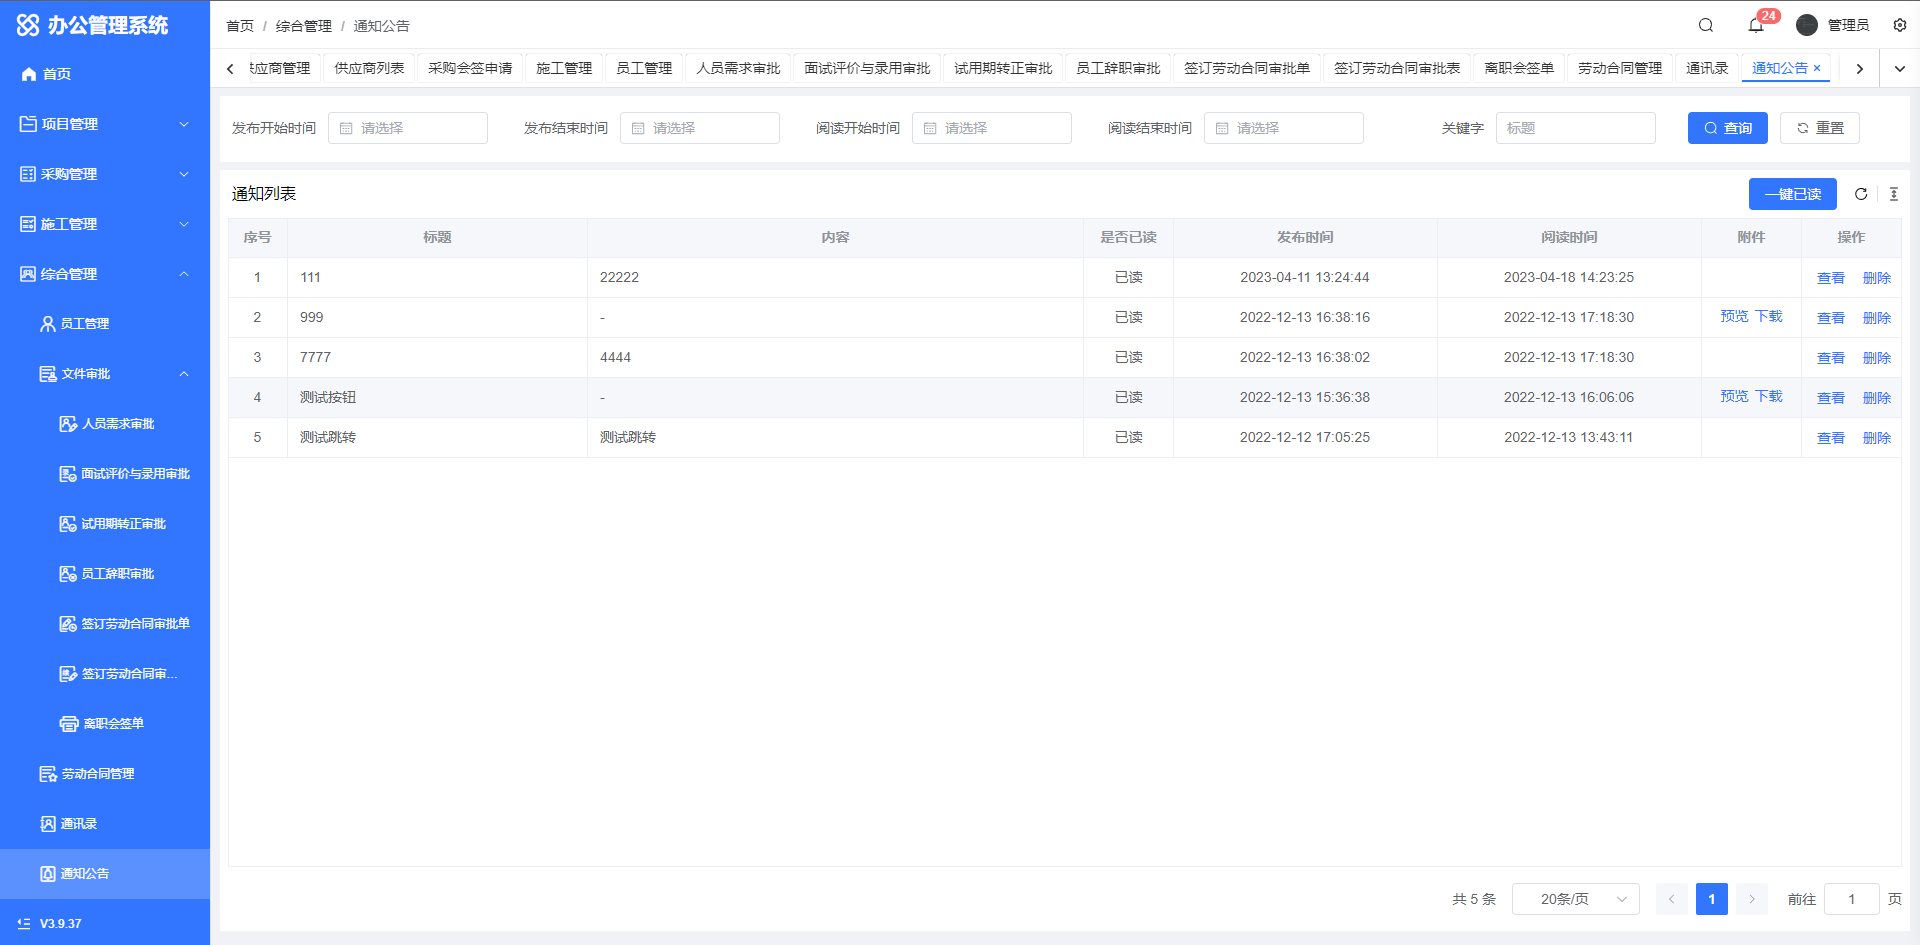 办公管理系统
首页
项目管理
采购管理
施工管理
综合管理
员工管理
文件审批
人员需求审批
面试评价与录用审批
试用期转正审批
员工辞职审批
签订劳动合同审批单
签订劳动合同审...
离职会签单
劳动合同管理
通讯录
通知公告
V3.9.37
首页 / 综合管理 / 通知公告
24 管理员
应商管理 供应商列表 采购会签申请 施工管理 员工管理 人员需求审批 面试评价与录用审批 试用期转正审批 员工辞职审批 签订劳动合同审批单 签订劳动合同审批表 离职会签单 劳动合同管理 通讯录 通知公告 ×
发布开始时间 请选择 发布结束时间 请选择 阅读开始时间 请选择 阅读结束时间 请选择 关键字 标题 查询 重置
通知列表 一键已读
序号 标题 内容 是否已读 发布时间 阅读时间 附件 操作
1 111 22222 已读 2023-04-11 13:24:44 2023-04-18 14:23:25 查看 删除
2 999 - 已读 2022-12-13 16:38:16 2022-12-13 17:18:30 预览 下载 查看 删除
3 7777 4444 已读 2022-12-13 16:38:02 2022-12-13 17:18:30 查看 删除
4 测试按钮 - 已读 2022-12-13 15:36:38 2022-12-13 16:06:06 预览 下载 查看 删除
5 测试跳转 测试跳转 已读 2022-12-12 17:05:25 2022-12-13 13:43:11 查看 删除
共 5 条 20条/页 1 前往 1 页